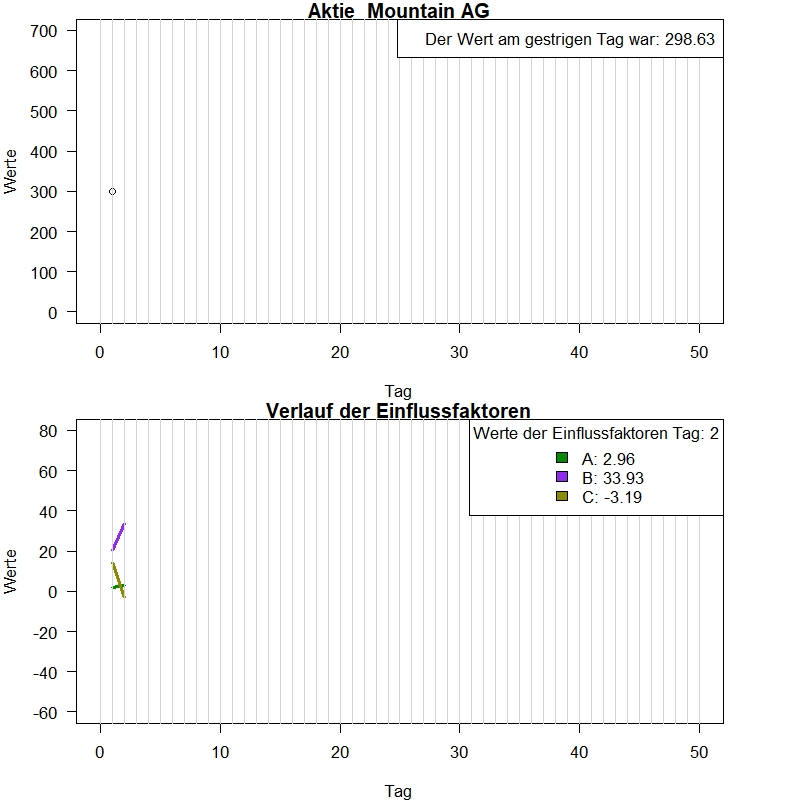 Aktie  Mountain AG
Der Wert am gestrigen Tag war: 298.63
Werte
700
600
500
400
300
200
100
0
0 10 20 30 40 50
Tag
Verlauf der Einflussfaktoren
Werte der Einflussfaktoren Tag: 2
A: 2.96
B: 33.93
C: -3.19
Werte
80
60
40
20
0
-20
-40
-60
0 10 20 30 40 50
Tag